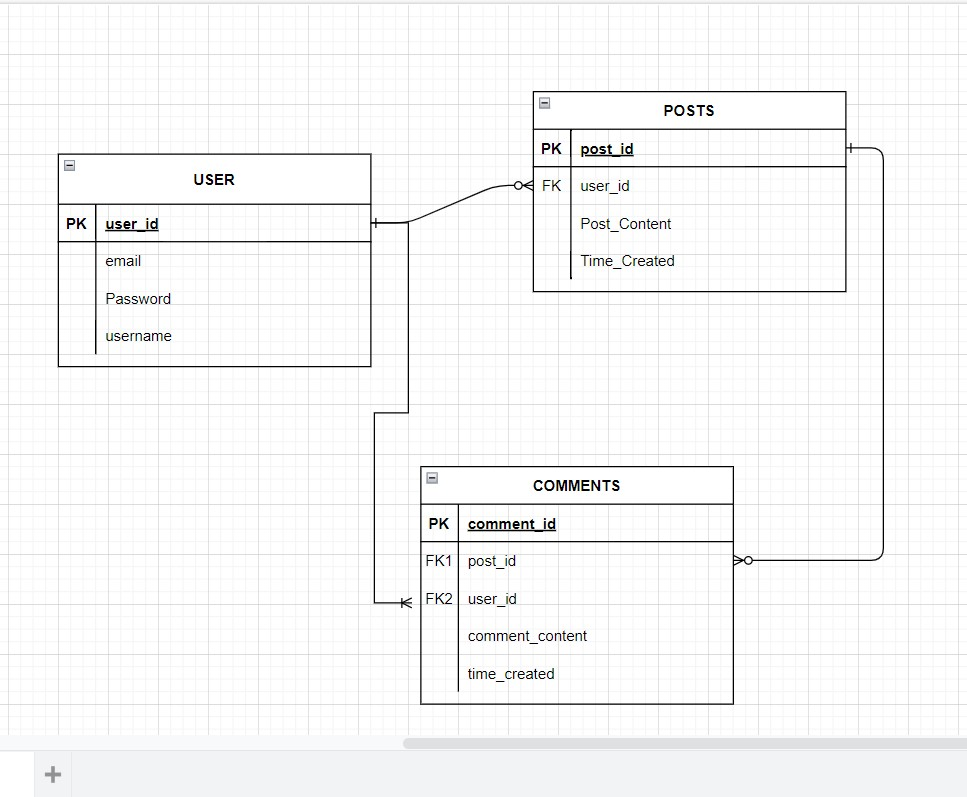 USER
PK user_id
email
Password
username
POSTS
PK post_id
FK user_id
Post_Content
Time_Created
COMMENTS
PK comment_id
FK1 post_id
FK2 user_id
comment_content
time_created